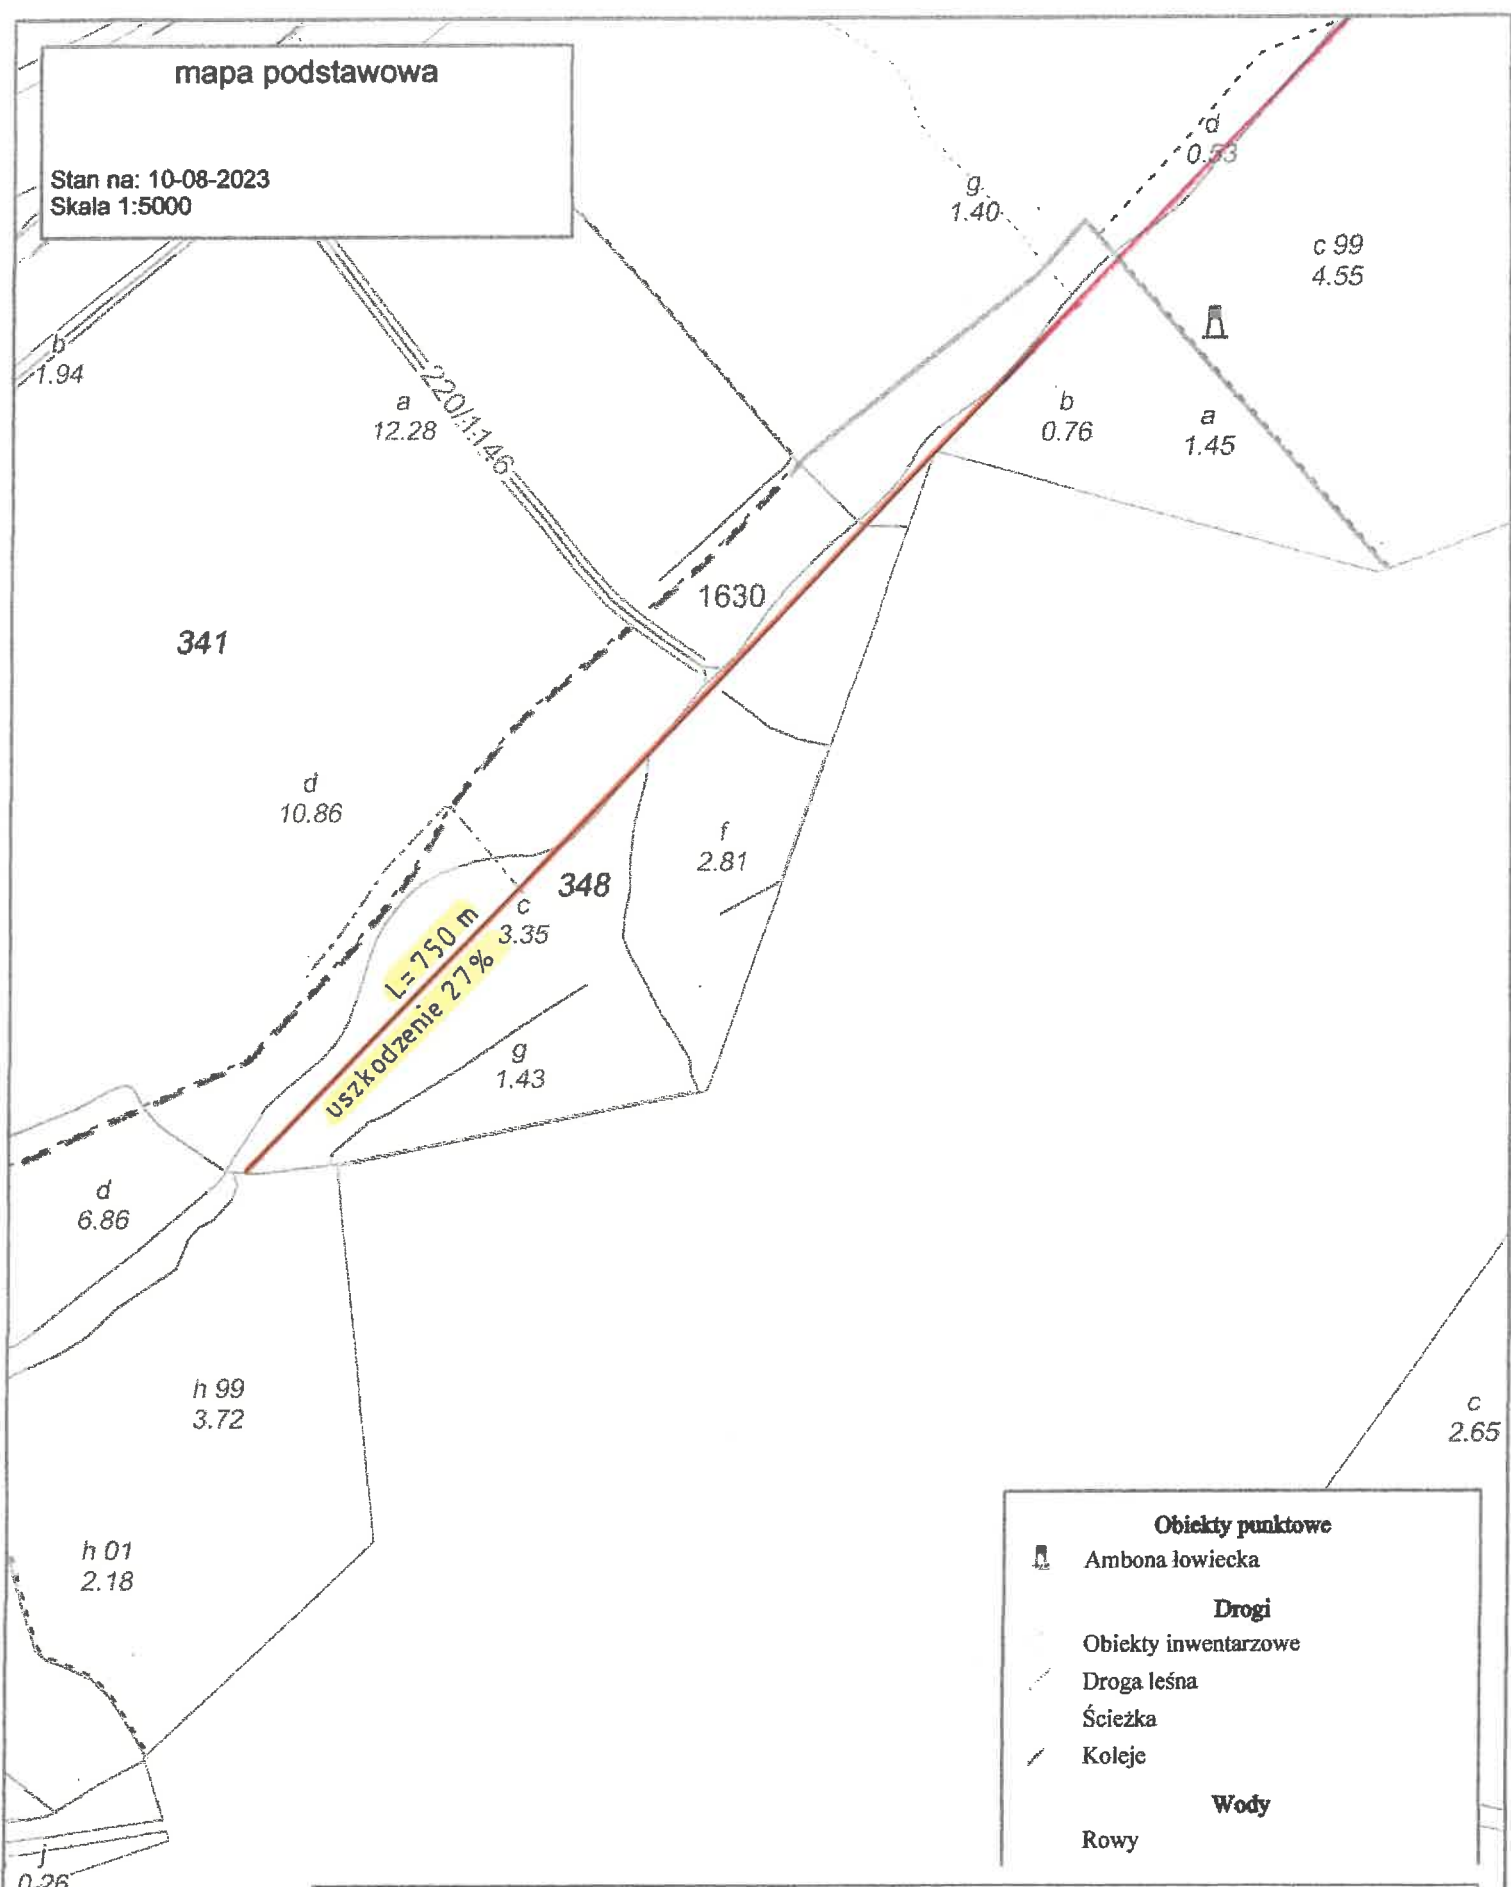 mapa podstawowa
Stan na: 10-08-2023
Skala 1:5000
d
0.53
g
1.40
c 99
4.55
b
1.94
a
12.28
220/1146
b
0.76
a
1.45
1630
341
d
10.86
f
2.81
348
c
3.35
L= 750 m
uszkodzenie 27%
g
1.43
d
6.86
h 99
3.72
c
2.65
h 01
2.18
j
0.26
Obiekty punktowe
Ambona łowiecka
Drogi
Obiekty inwentarzowe
Droga leśna
Ścieżka
Koleje
Wody
Rowy